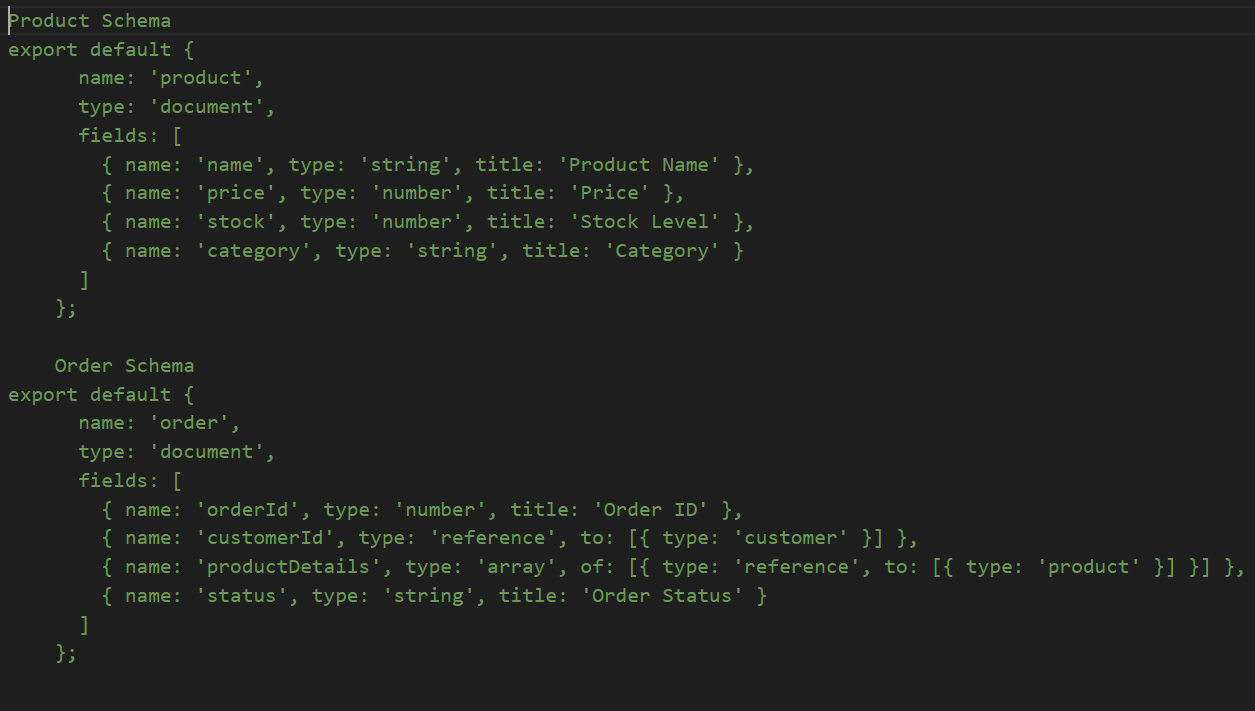 Product Schema
export default {
      name: 'product',
      type: 'document',
      fields: [
        { name: 'name', type: 'string', title: 'Product Name' },
        { name: 'price', type: 'number', title: 'Price' },
        { name: 'stock', type: 'number', title: 'Stock Level' },
        { name: 'category', type: 'string', title: 'Category' }
      ]
    };

    Order Schema
export default {
      name: 'order',
      type: 'document',
      fields: [
        { name: 'orderId', type: 'number', title: 'Order ID' },
        { name: 'customerId', type: 'reference', to: [{ type: 'customer' }] },
        { name: 'productDetails', type: 'array', of: [{ type: 'reference', to: [{ type: 'product' }] }] },
        { name: 'status', type: 'string', title: 'Order Status' }
      ]
    };